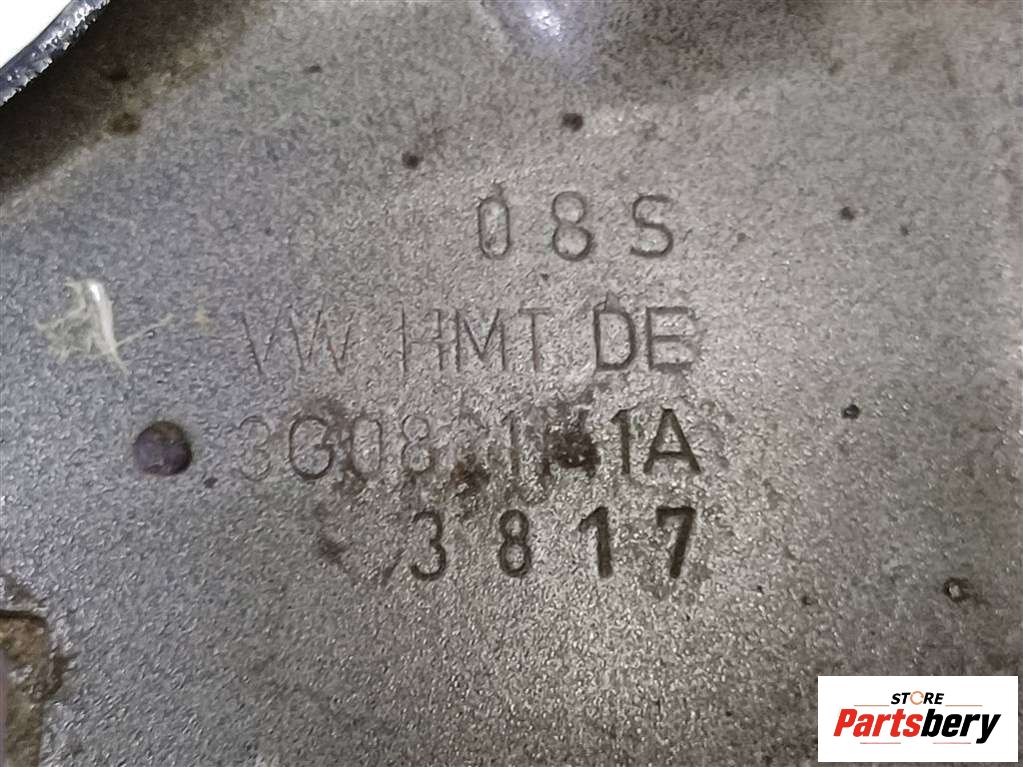 08S
VW HMT DE
3817
STORE
Partsbery